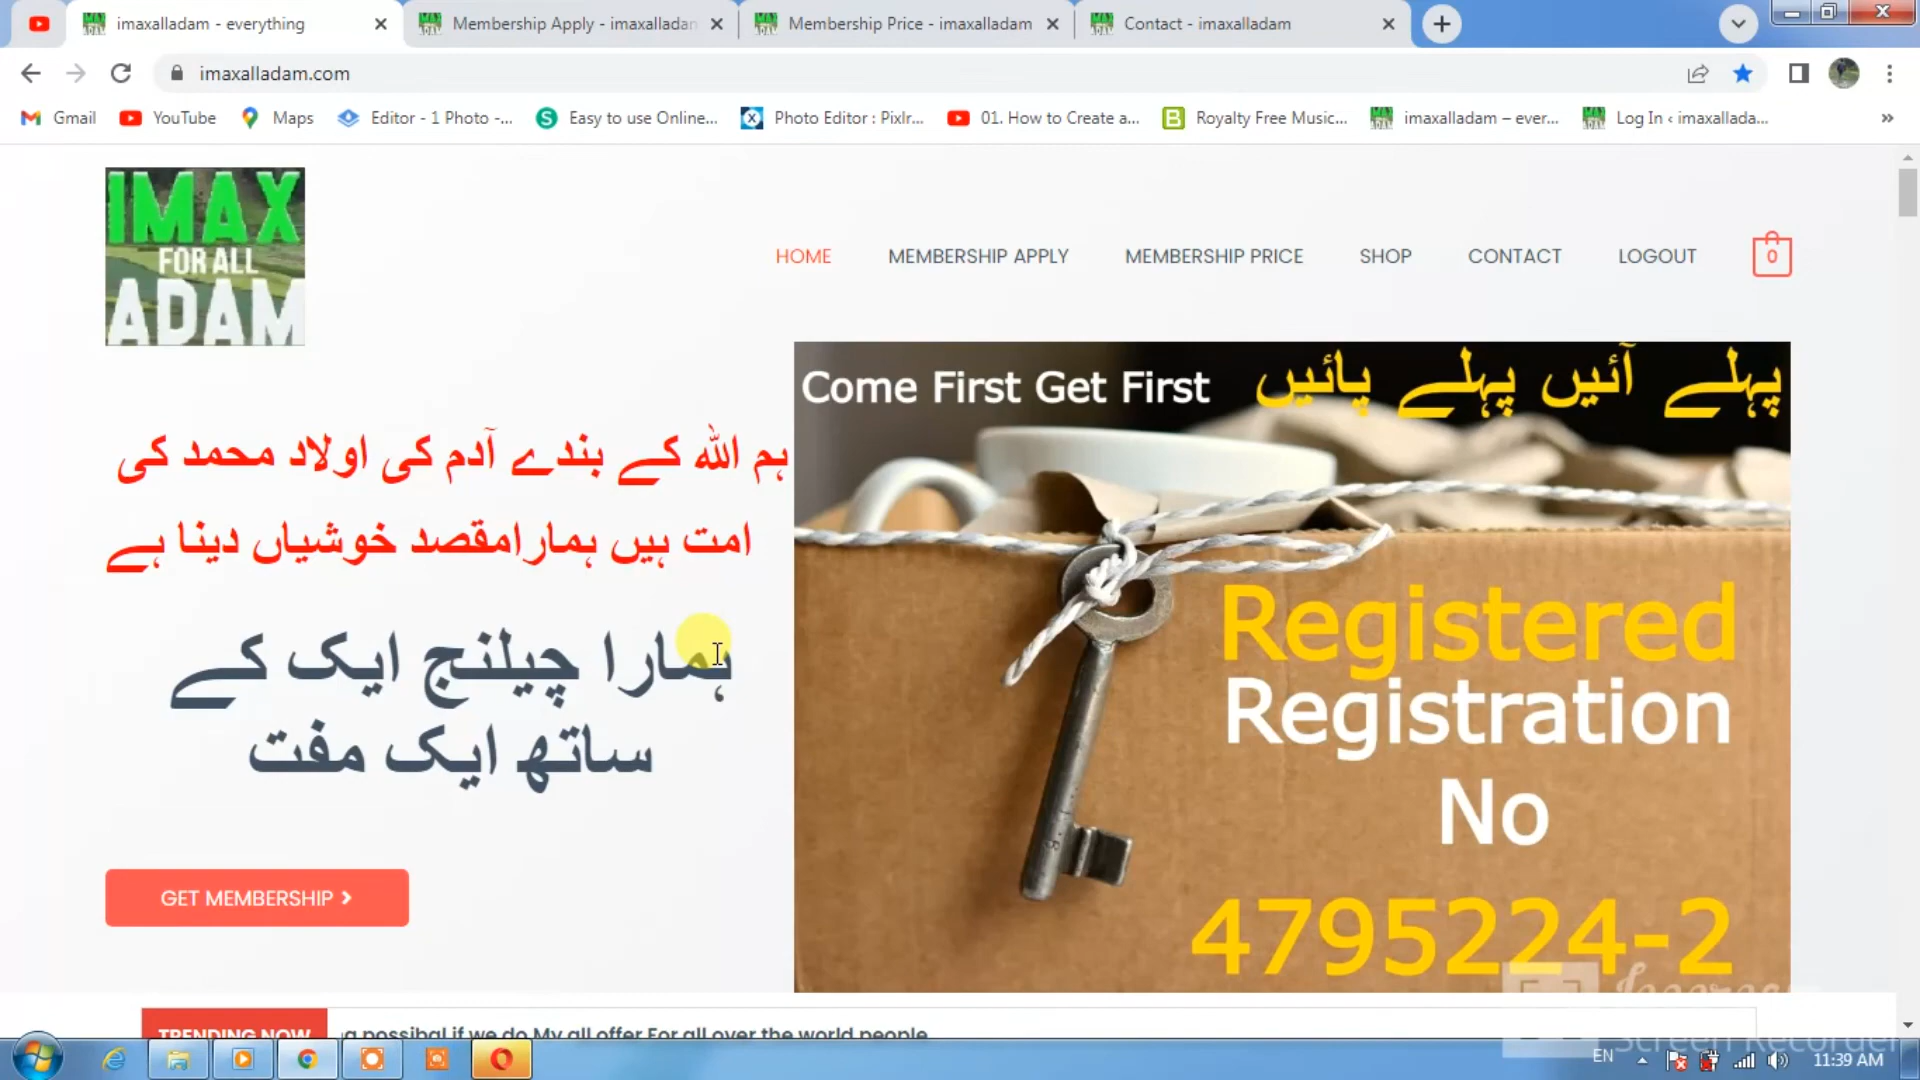 imaxalladam - everything
Membership Apply - imaxalladam
Membership Price - imaxalladam
Contact - imaxalladam
imaxalladam.com
Gmail
YouTube
Maps
Editor - 1 Photo -...
Easy to use Online...
Photo Editor : Pixlr...
01. How to Create a...
Royalty Free Music...
imaxalladam – ever...
Log In ‹ imaxallada...
»
IMAX
FOR ALL
ADAM
HOME
MEMBERSHIP APPLY
MEMBERSHIP PRICE
SHOP
CONTACT
LOGOUT
0
Come First Get First
پہلے آئیں پہلے پائیں
ہم اللہ کے بندے آدم کی اولاد محمد کی
امت ہیں ہمارامقصد خوشیاں دینا ہے
ہمارا چیلنج ایک کے
ساتھ ایک مفت
GET MEMBERSHIP
Registered
Registration
No
4795224-2
TRENDING NOW
possibal if we do My all offer For all over the world people
Screen Recorder
EN
11:39 AM